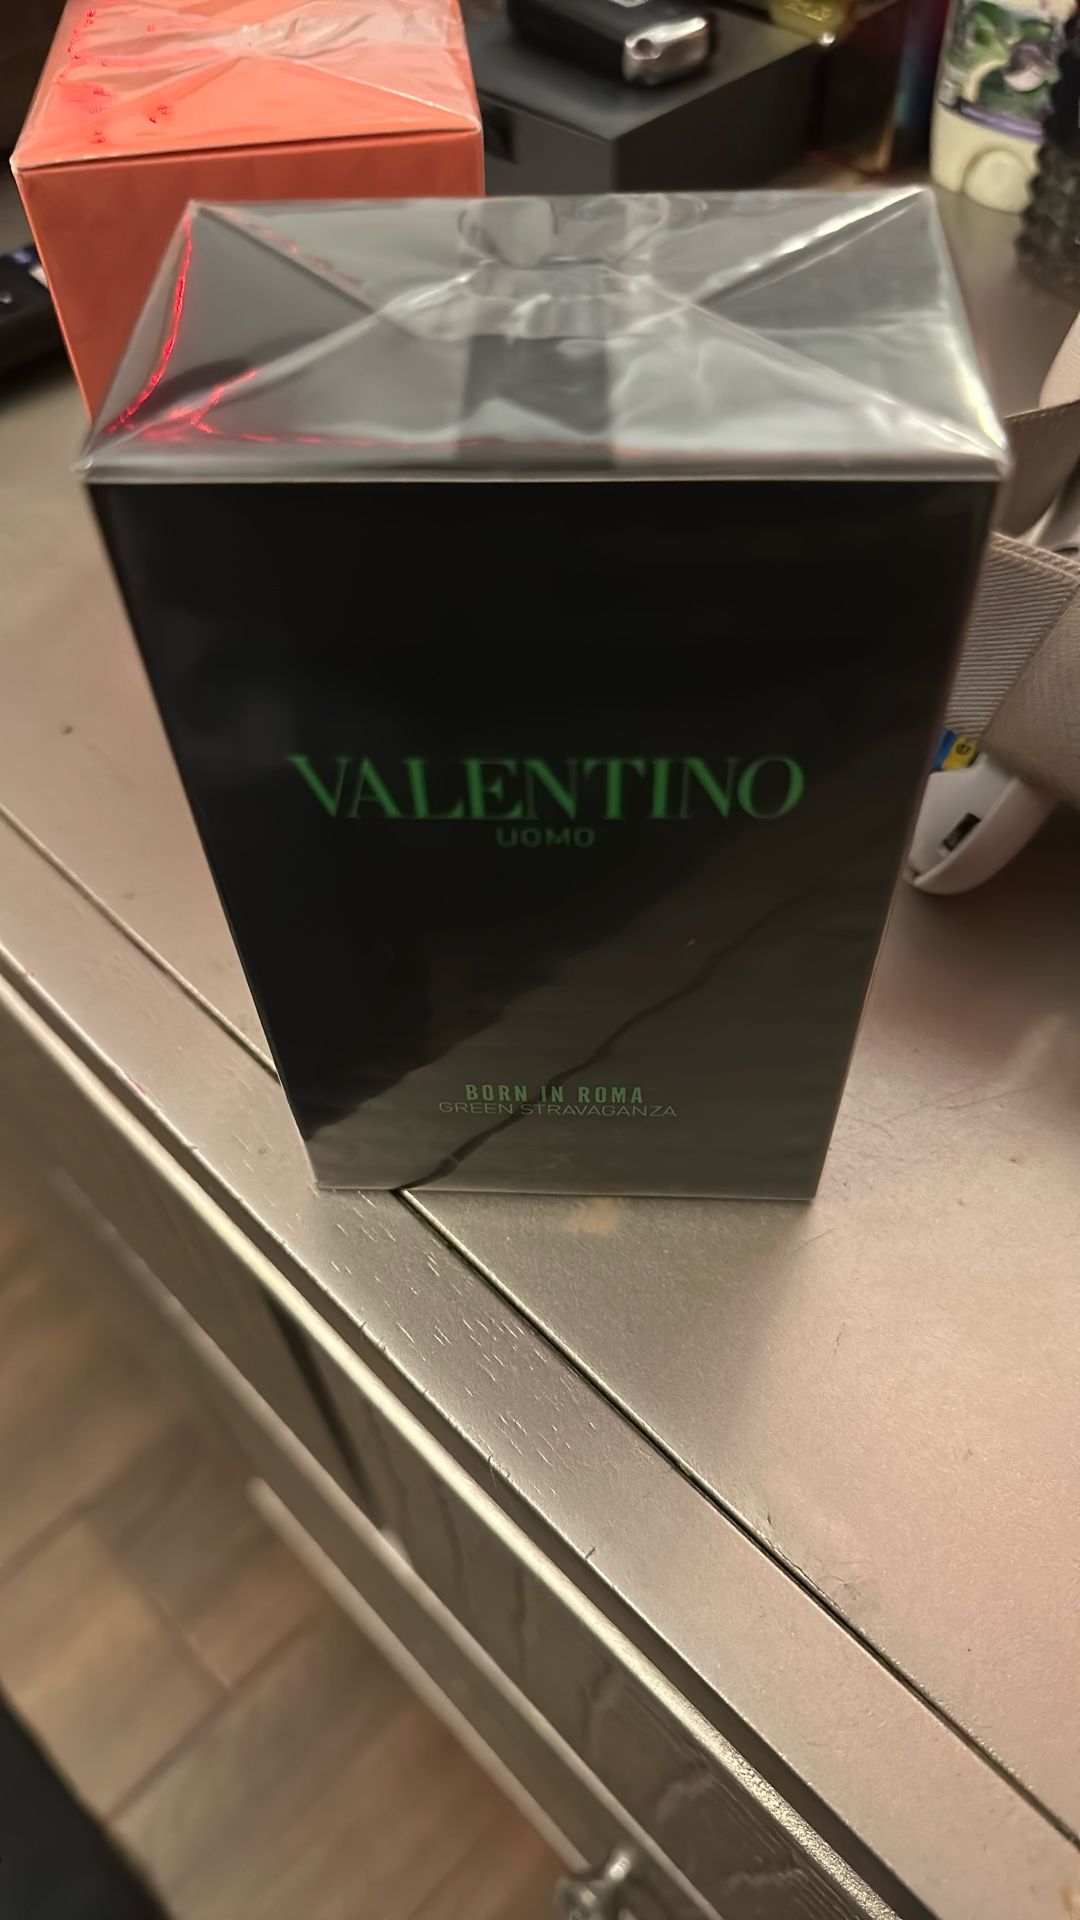 VALENTINO
UOMO
BORN IN ROMA
GREEN STRAVAGANZA